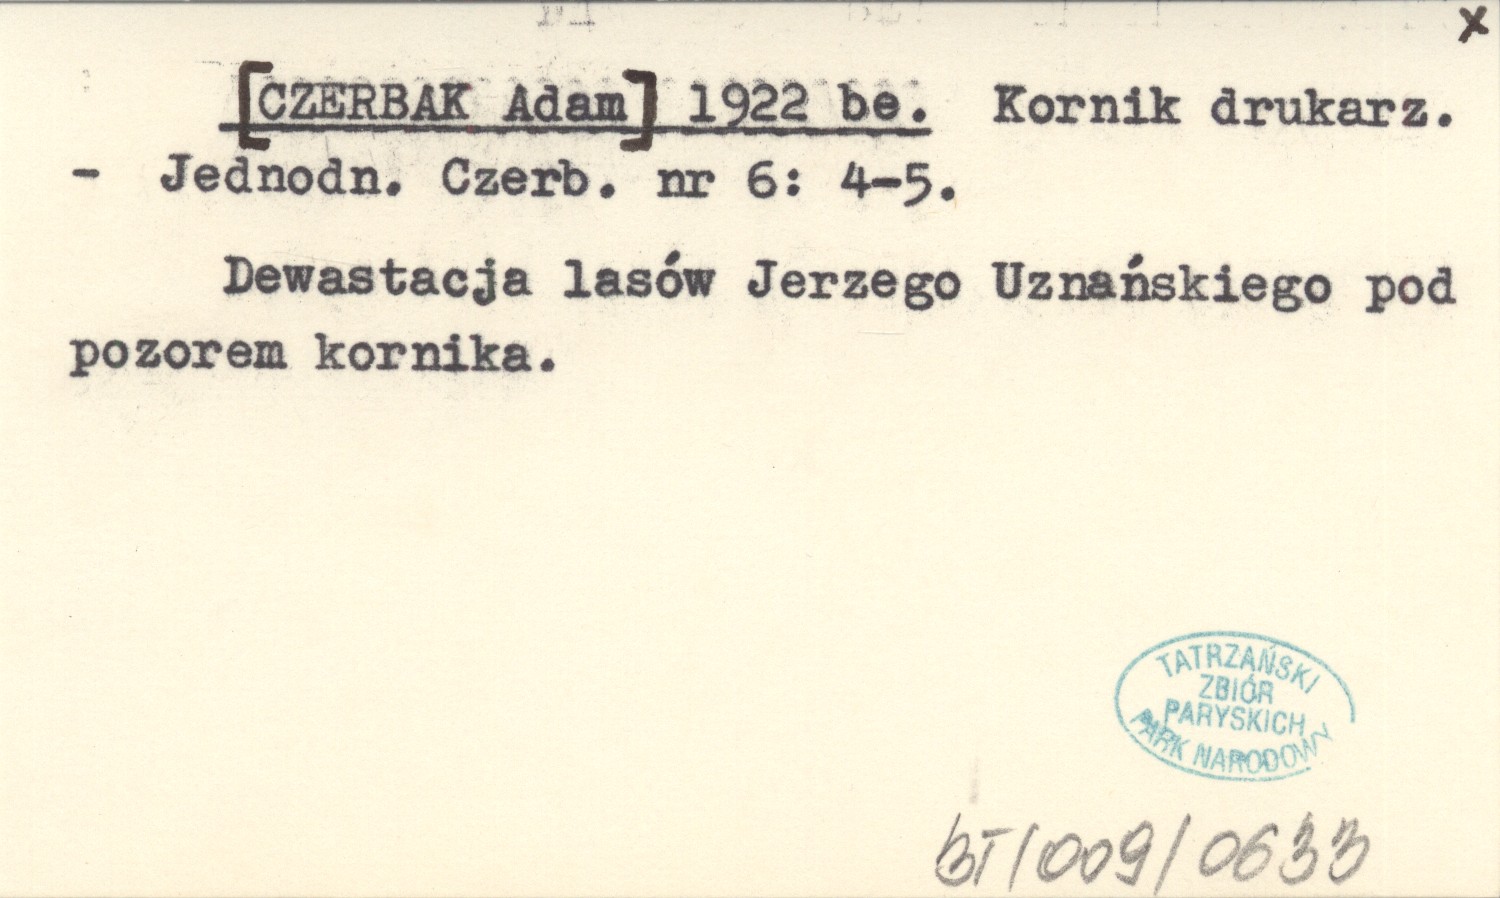 x
[CZERBAK Adam] 1922 be. Kornik drukarz.
- Jednodn. Czerb. nr 6: 4-5.
Dewastacja lasów Jerzego Uznańskiego pod
pozorem kornika.
TATRZAŃSKI
ZBIÓR
PARYSKICH
PARK NARODOWY
BT/009/0633